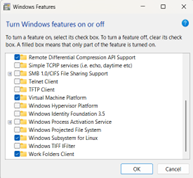 Windows Features
Turn Windows features on or off
To turn a feature on, select its check box. To turn a feature off, clear its check box. A filled box means that only part of the feature is turned on.
Remote Differential Compression API Support
Simple TCPIP services (i.e. echo, daytime etc)
SMB 1.0/CIFS File Sharing Support
Telnet Client
TFTP Client
Virtual Machine Platform
Windows Hypervisor Platform
Windows Identity Foundation 3.5
Windows Process Activation Service
Windows Projected File System
Windows Subsystem for Linux
Windows TIFF IFilter
Work Folders Client
OK
Cancel